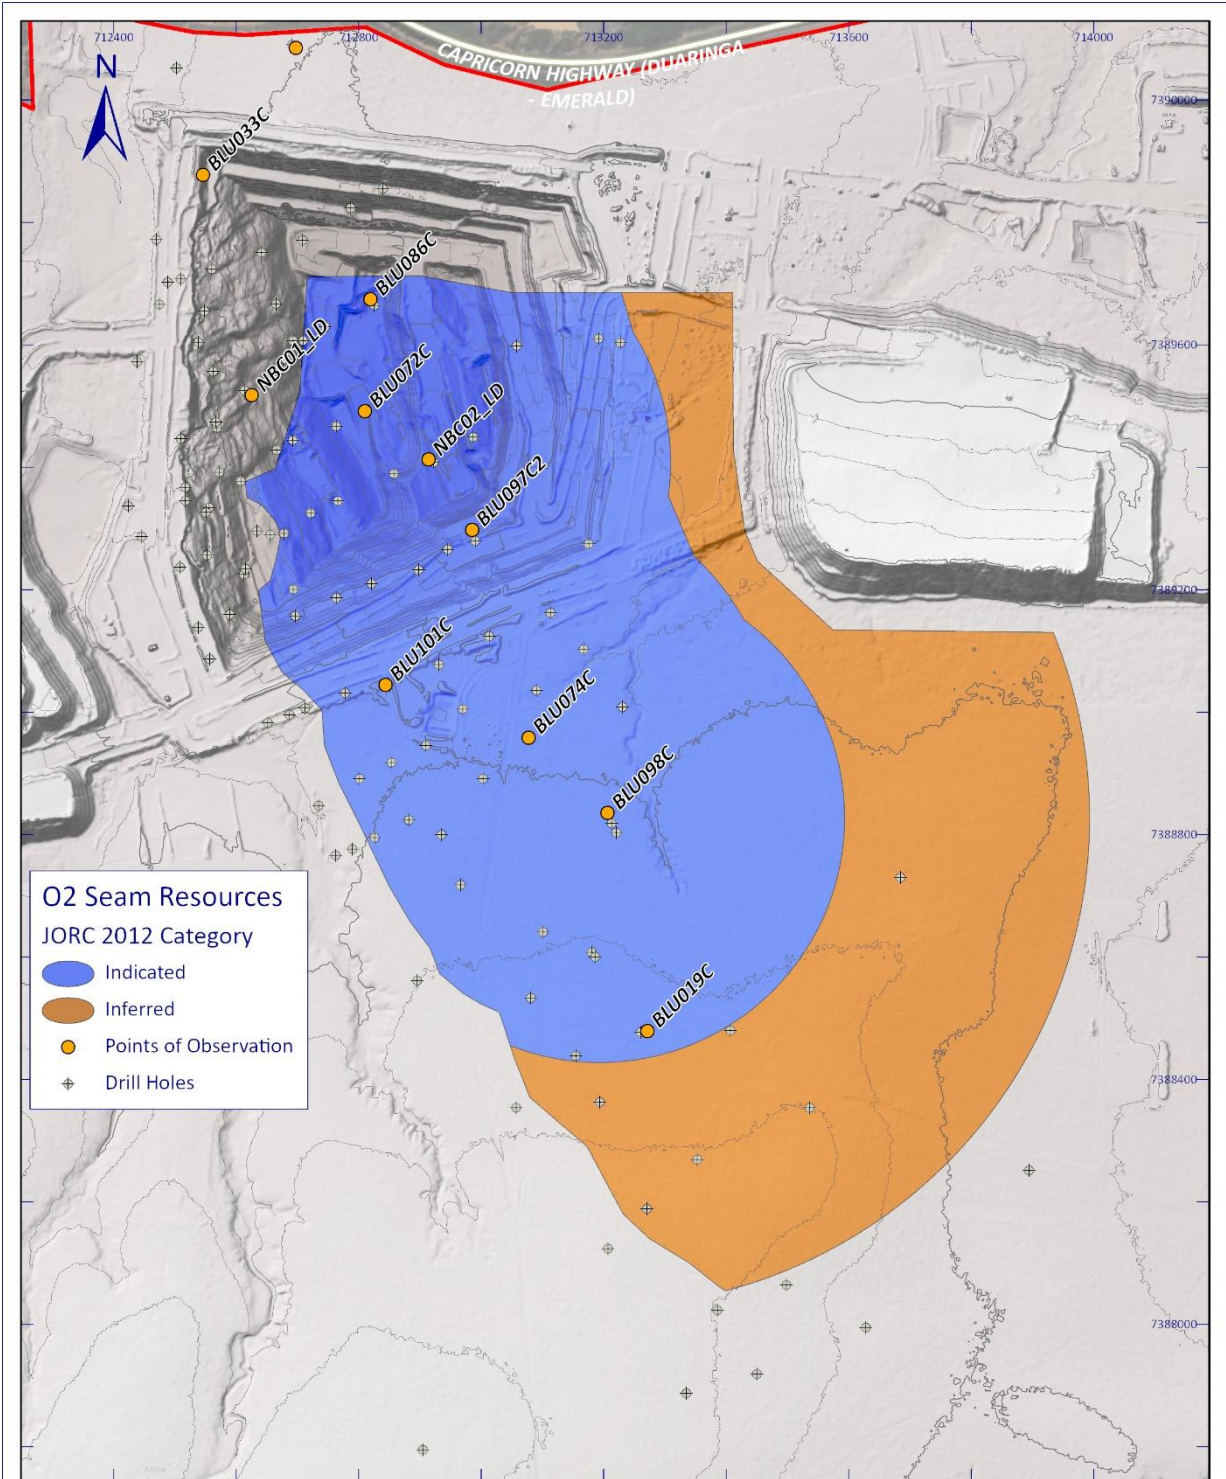 712400
712800
713200
713600
714000
CAPRICORN HIGHWAY (DUARINGA
- EMERALD)
7390000
N
BLU033C
BLU086C
NBC01_LD
7389600
BLU072C
NBC02_LD
BLU097C2
7389200
BLU101C
BLU074C
BLU098C
7388800
O2 Seam Resources
JORC 2012 Category
Indicated
Inferred
Points of Observation
Drill Holes
BLU019C
7388400
7388000